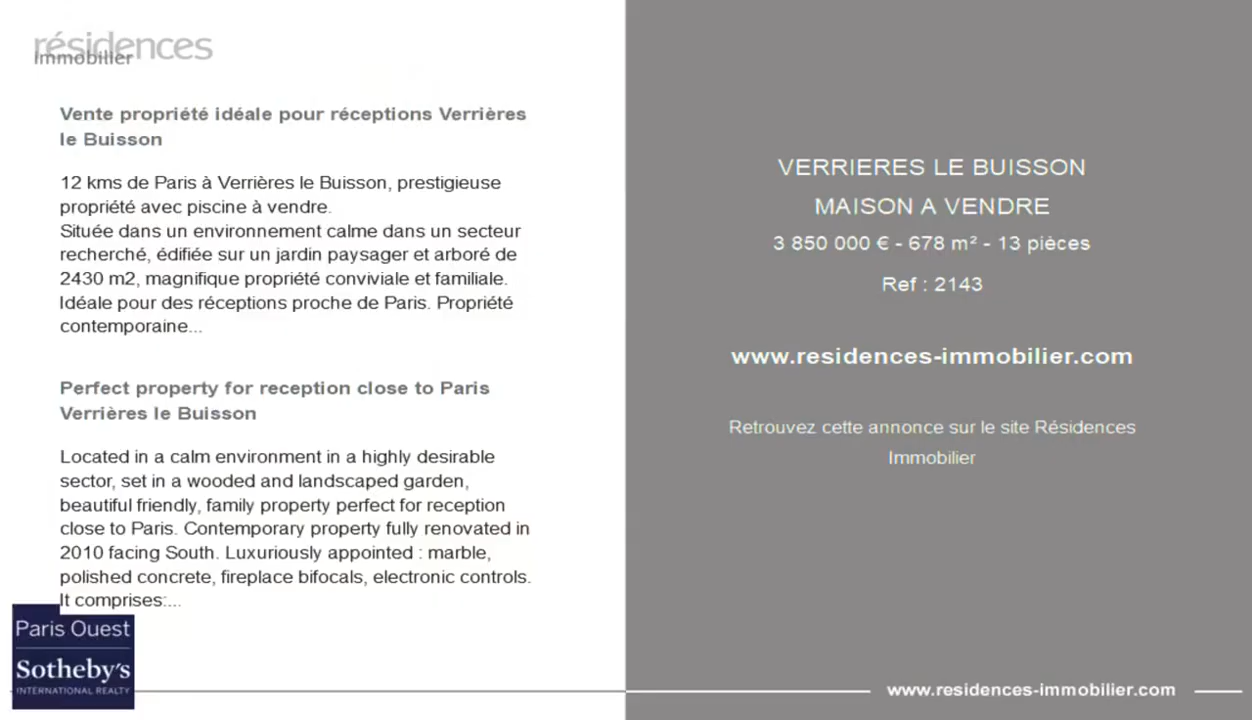 résidences
Immobilier
Vente propriété idéale pour réceptions Verrières
le Buisson
12 kms de Paris à Verrières le Buisson, prestigieuse
propriété avec piscine à vendre.
Située dans un environnement calme dans un secteur
recherché, édifiée sur un jardin paysager et arboré de
2430 m2, magnifique propriété conviviale et familiale.
Idéale pour des réceptions proche de Paris. Propriété
contemporaine...
Perfect property for reception close to Paris
Verrières le Buisson
Located in a calm environment in a highly desirable
sector, set in a wooded and landscaped garden,
beautiful friendly, family property perfect for reception
close to Paris. Contemporary property fully renovated in
2010 facing South. Luxuriously appointed : marble,
polished concrete, fireplace bifocals, electronic controls.
It comprises:...
Paris Ouest
Sotheby's
INTERNATIONAL REALTY
VERRIERES LE BUISSON
MAISON A VENDRE
3 850 000 € - 678 m² - 13 pièces
Ref : 2143
www.residences-immobilier.com
Retrouvez cette annonce sur le site Résidences
Immobilier
www.residences-immobilier.com